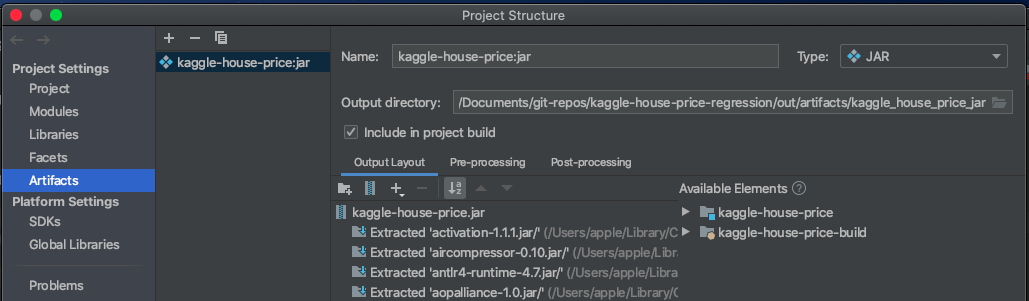 Project Structure
Project Settings
Project
Modules
Libraries
Facets
Artifacts
Platform Settings
SDKs
Global Libraries
Problems
kaggle-house-price:jar
Name: kaggle-house-price:jar Type: JAR
Output directory: /Documents/git-repos/kaggle-house-price-regression/out/artifacts/kaggle_house_price_jar
Include in project build
Output Layout Pre-processing Post-processing
kaggle-house-price.jar
Extracted 'activation-1.1.1.jar/' (/Users/apple/Library/C
Extracted 'aircompressor-0.10.jar/' (/Users/apple/Libra
Extracted 'antlr4-runtime-4.7.jar/' (/Users/apple/Libra
Extracted 'aopalliance-1.0.jar/' (/Users/apple/Library/C
Available Elements ?
kaggle-house-price
kaggle-house-price-build